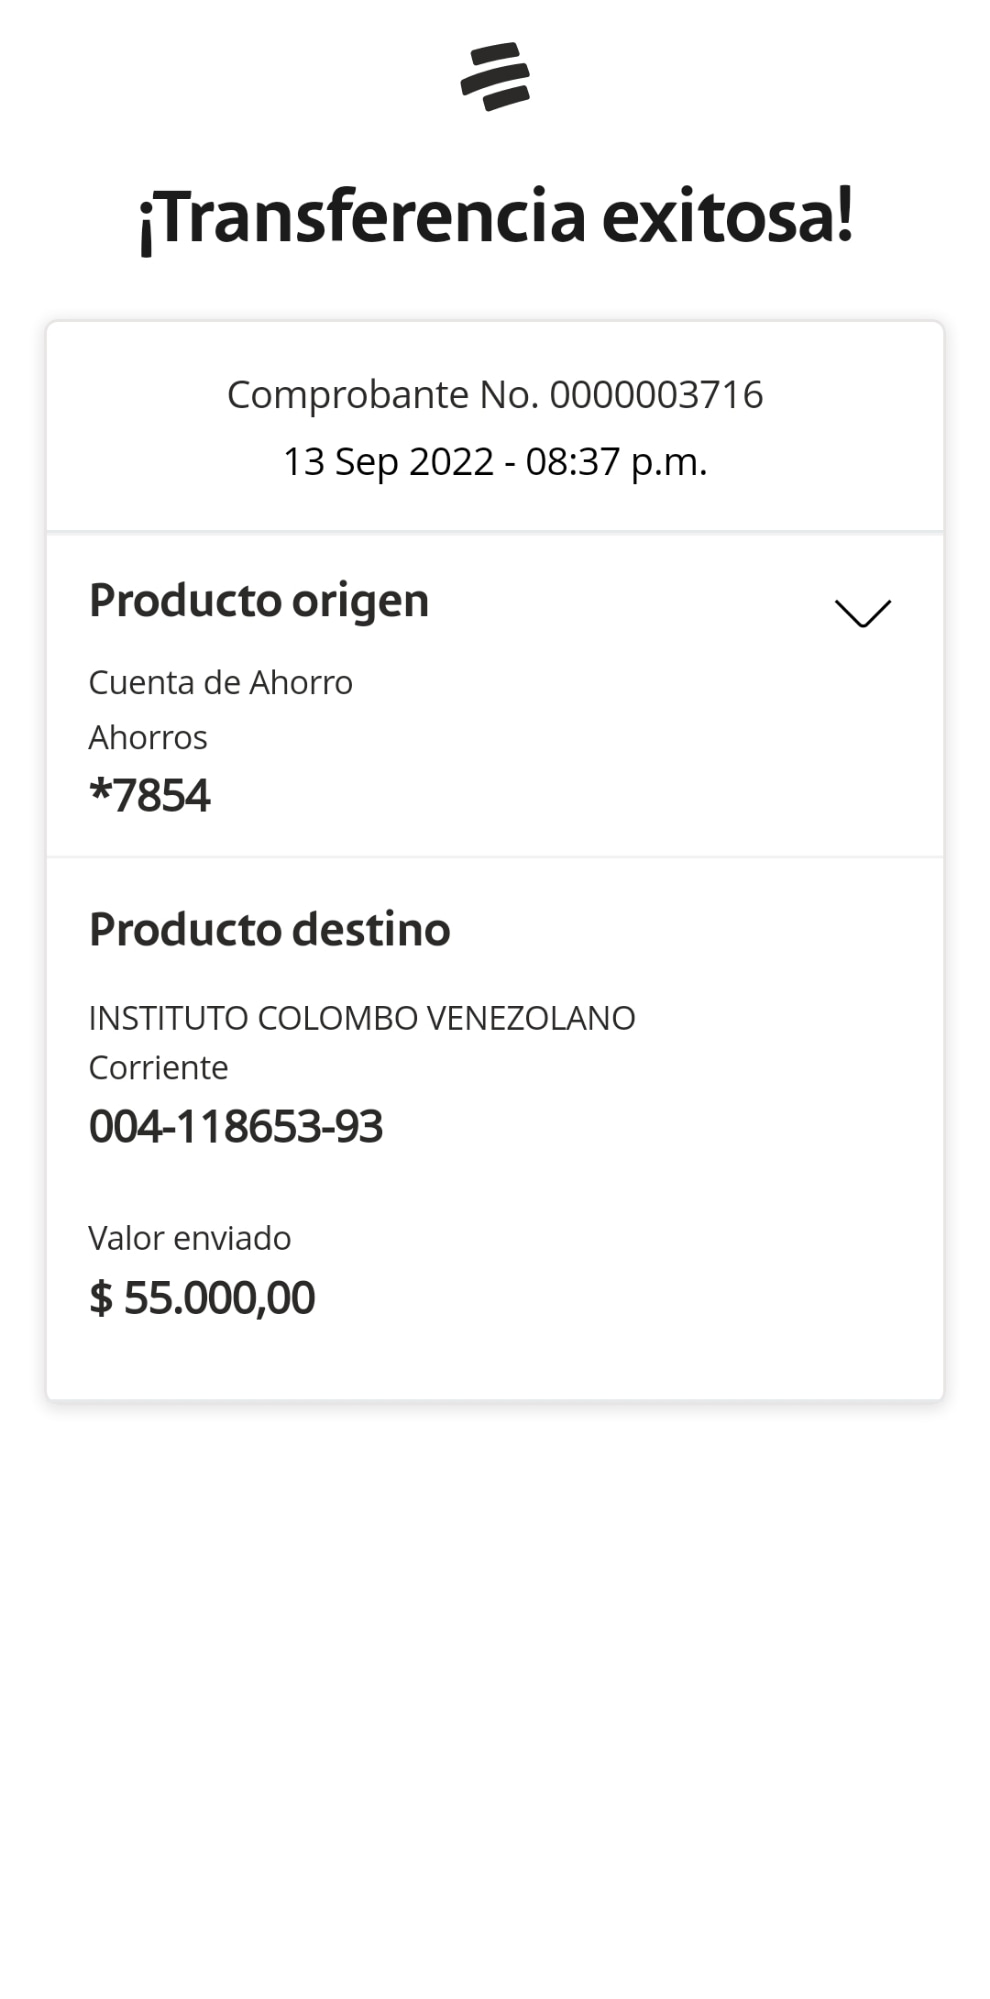 ¡Transferencia exitosa!
Comprobante No. 0000003716
13 Sep 2022 - 08:37 p.m.
Producto origen
Cuenta de Ahorro
Ahorros
*7854
Producto destino
INSTITUTO COLOMBO VENEZOLANO
Corriente
004-118653-93
Valor enviado
$ 55.000,00